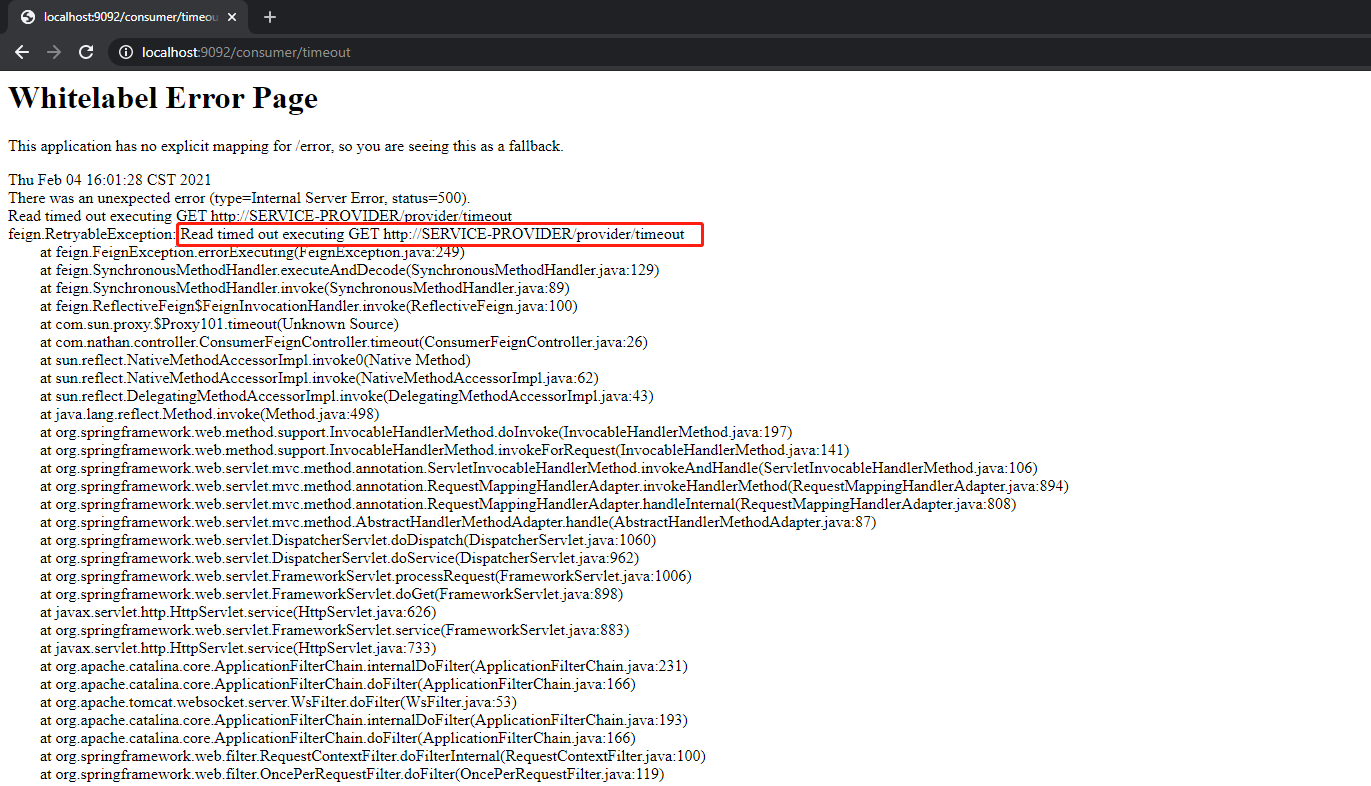 localhost:9092/consumer/timeou
localhost:9092/consumer/timeout
Whitelabel Error Page
This application has no explicit mapping for /error, so you are seeing this as a fallback.
Thu Feb 04 16:01:28 CST 2021
There was an unexpected error (type=Internal Server Error, status=500).
Read timed out executing GET http://SERVICE-PROVIDER/provider/timeout
feign.RetryableException: Read timed out executing GET http://SERVICE-PROVIDER/provider/timeout
at feign.FeignException.errorExecuting(FeignException.java:249)
at feign.SynchronousMethodHandler.executeAndDecode(SynchronousMethodHandler.java:129)
at feign.SynchronousMethodHandler.invoke(SynchronousMethodHandler.java:89)
at feign.ReflectiveFeign$FeignInvocationHandler.invoke(ReflectiveFeign.java:100)
at com.sun.proxy.$Proxy101.timeout(Unknown Source)
at com.nathan.controller.ConsumerFeignController.timeout(ConsumerFeignController.java:26)
at sun.reflect.NativeMethodAccessorImpl.invoke0(Native Method)
at sun.reflect.NativeMethodAccessorImpl.invoke(NativeMethodAccessorImpl.java:62)
at sun.reflect.DelegatingMethodAccessorImpl.invoke(DelegatingMethodAccessorImpl.java:43)
at java.lang.reflect.Method.invoke(Method.java:498)
at org.springframework.web.method.support.InvocableHandlerMethod.doInvoke(InvocableHandlerMethod.java:197)
at org.springframework.web.method.support.InvocableHandlerMethod.invokeForRequest(InvocableHandlerMethod.java:141)
at org.springframework.web.servlet.mvc.method.annotation.ServletInvocableHandlerMethod.invokeAndHandle(ServletInvocableHandlerMethod.java:106)
at org.springframework.web.servlet.mvc.method.annotation.RequestMappingHandlerAdapter.invokeHandlerMethod(RequestMappingHandlerAdapter.java:894)
at org.springframework.web.servlet.mvc.method.annotation.RequestMappingHandlerAdapter.handleInternal(RequestMappingHandlerAdapter.java:808)
at org.springframework.web.servlet.mvc.method.AbstractHandlerMethodAdapter.handle(AbstractHandlerMethodAdapter.java:87)
at org.springframework.web.servlet.DispatcherServlet.doDispatch(DispatcherServlet.java:1060)
at org.springframework.web.servlet.DispatcherServlet.doService(DispatcherServlet.java:962)
at org.springframework.web.servlet.FrameworkServlet.processRequest(FrameworkServlet.java:1006)
at org.springframework.web.servlet.FrameworkServlet.doGet(FrameworkServlet.java:898)
at javax.servlet.http.HttpServlet.service(HttpServlet.java:626)
at org.springframework.web.servlet.FrameworkServlet.service(FrameworkServlet.java:883)
at javax.servlet.http.HttpServlet.service(HttpServlet.java:733)
at org.apache.catalina.core.ApplicationFilterChain.internalDoFilter(ApplicationFilterChain.java:231)
at org.apache.catalina.core.ApplicationFilterChain.doFilter(ApplicationFilterChain.java:166)
at org.apache.tomcat.websocket.server.WsFilter.doFilter(WsFilter.java:53)
at org.apache.catalina.core.ApplicationFilterChain.internalDoFilter(ApplicationFilterChain.java:193)
at org.apache.catalina.core.ApplicationFilterChain.doFilter(ApplicationFilterChain.java:166)
at org.springframework.web.filter.RequestContextFilter.doFilterInternal(RequestContextFilter.java:100)
at org.springframework.web.filter.OncePerRequestFilter.doFilter(OncePerRequestFilter.java:119)